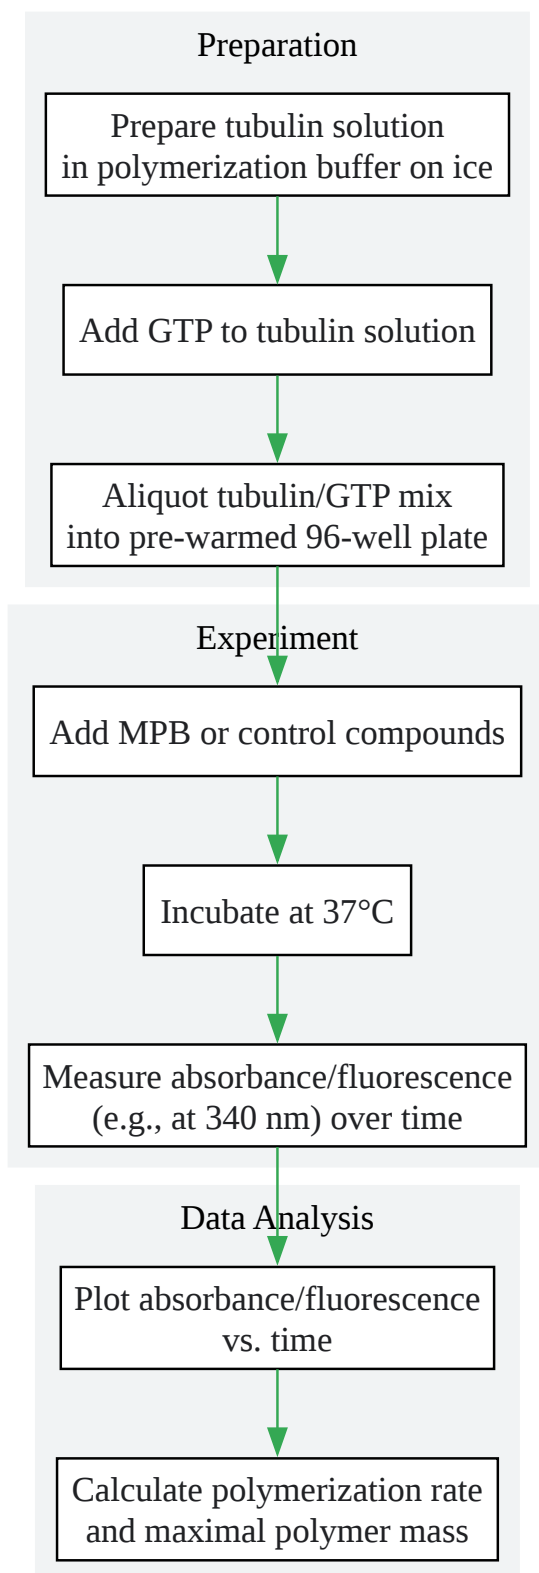 Preparation
Prepare tubulin solution
in polymerization buffer on ice
Add GTP to tubulin solution
Aliquot tubulin/GTP mix
into pre-warmed 96-well plate
Experiment
Add MPB or control compounds
Incubate at 37°C
Measure absorbance/fluorescence
(e.g., at 340 nm) over time
Data Analysis
Plot absorbance/fluorescence
vs. time
Calculate polymerization rate
and maximal polymer mass